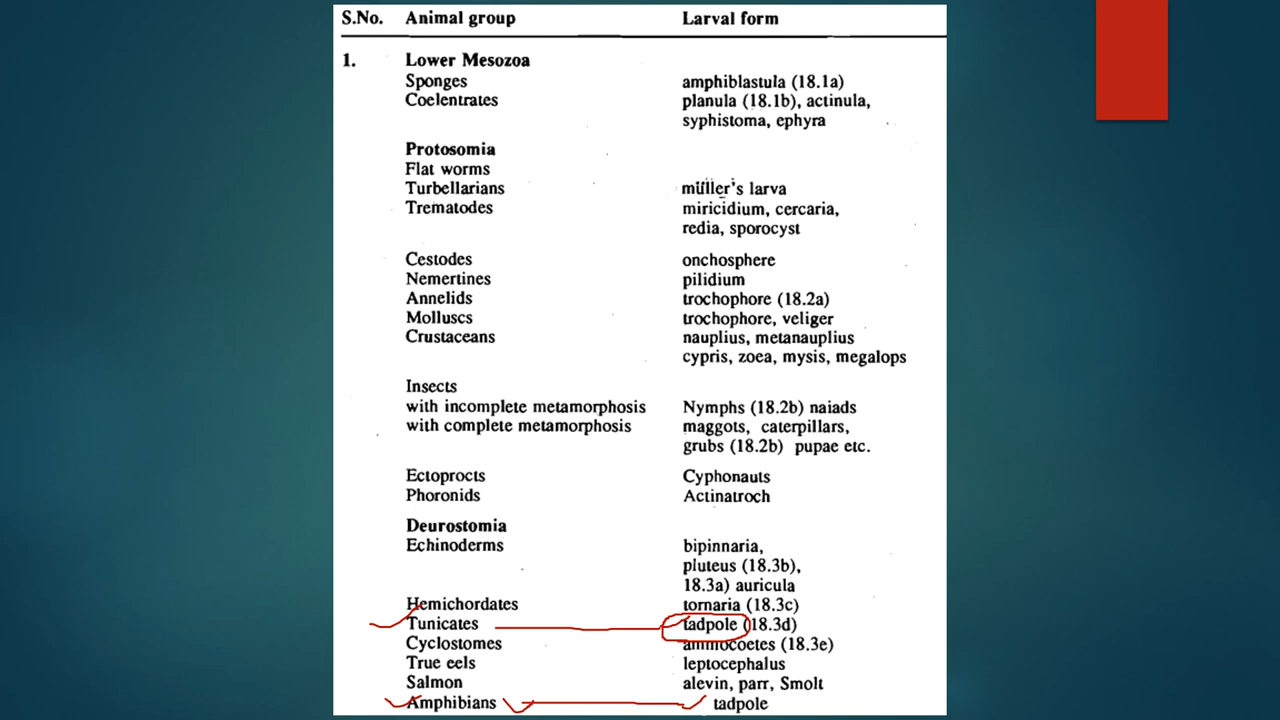 S.No. Animal group Larval form
1. Lower Mesozoa
Sponges amphiblastula (18.1a)
Coelentrates planula (18.1b), actinula,
syphistoma, ephyra
Protosomia
Flat worms
Turbellarians müller's larva
Trematodes miricidium, cercaria,
redia, sporocyst
Cestodes onchosphere
Nemertines pilidium
Annelids trochophore (18.2a)
Molluscs trochophore, veliger
Crustaceans nauplius, metanauplius
cypris, zoea, mysis, megalops
Insects
with incomplete metamorphosis Nymphs (18.2b) naiads
with complete metamorphosis maggots, caterpillars,
grubs (18.2b) pupae etc.
Ectoprocts Cyphonauts
Phoronids Actinatroch
Deurostomia
Echinoderms bipinnaria,
pluteus (18.3b),
18.3a) auricula
Hemichordates tornaria (18.3c)
Tunicates tadpole (18.3d)
Cyclostomes ammocoetes (18.3e)
True eels leptocephalus
Salmon alevin, parr, Smolt
Amphibians tadpole